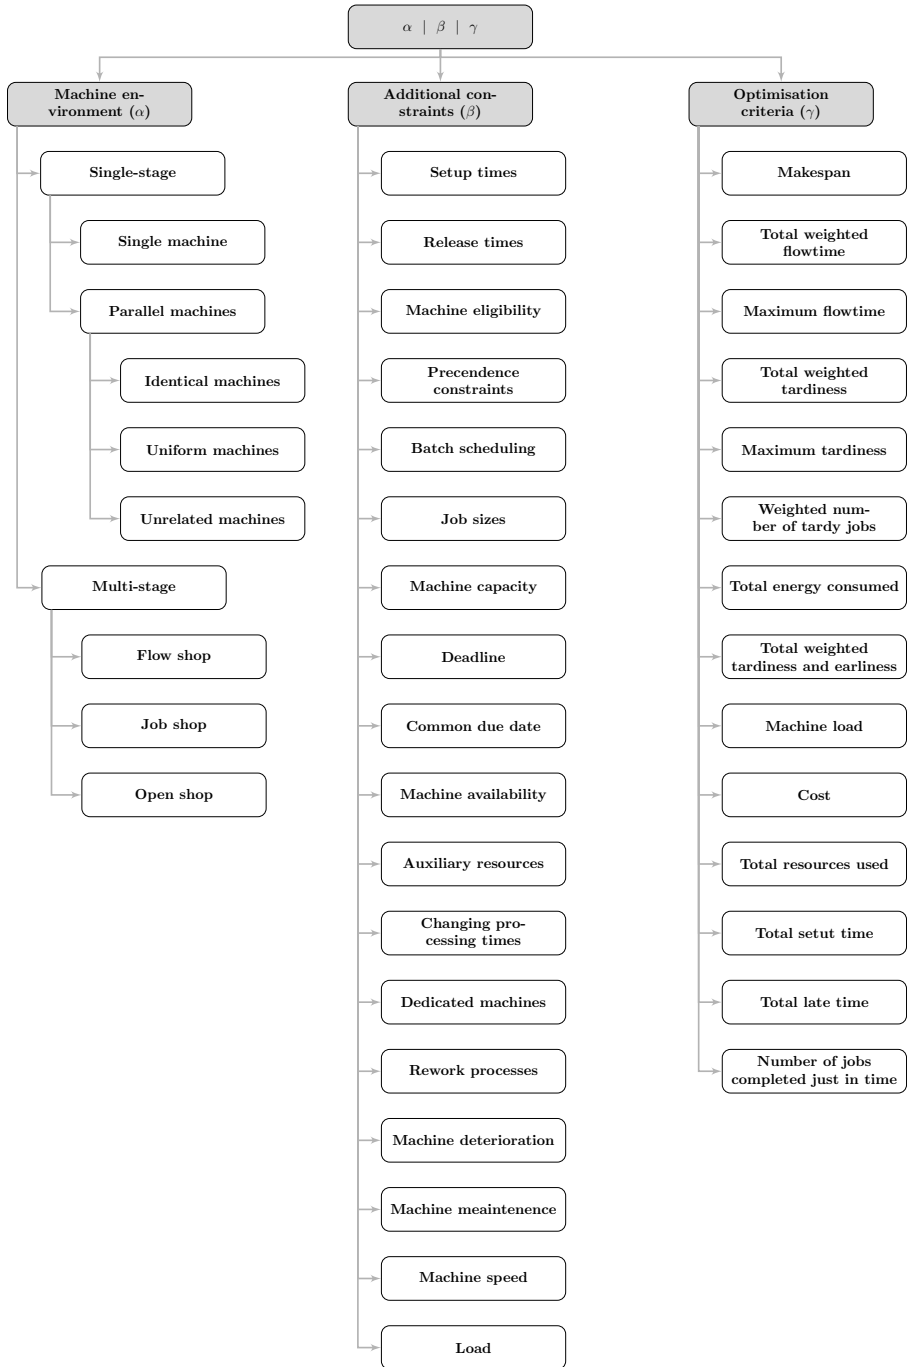 α | β | γ
Machine en-
vironment (α)
Single-stage
Single machine
Parallel machines
Identical machines
Uniform machines
Unrelated machines
Multi-stage
Flow shop
Job shop
Open shop
Additional con-
straints (β)
Setup times
Release times
Machine eligibility
Precendence
constraints
Batch scheduling
Job sizes
Machine capacity
Deadline
Common due date
Machine availability
Auxiliary resources
Changing pro-
cessing times
Dedicated machines
Rework processes
Machine deterioration
Machine meaintenence
Machine speed
Load
Optimisation
criteria (γ)
Makespan
Total weighted
flowtime
Maximum flowtime
Total weighted
tardiness
Maximum tardiness
Weighted num-
ber of tardy jobs
Total energy consumed
Total weighted
tardiness and earliness
Machine load
Cost
Total resources used
Total setut time
Total late time
Number of jobs
completed just in time